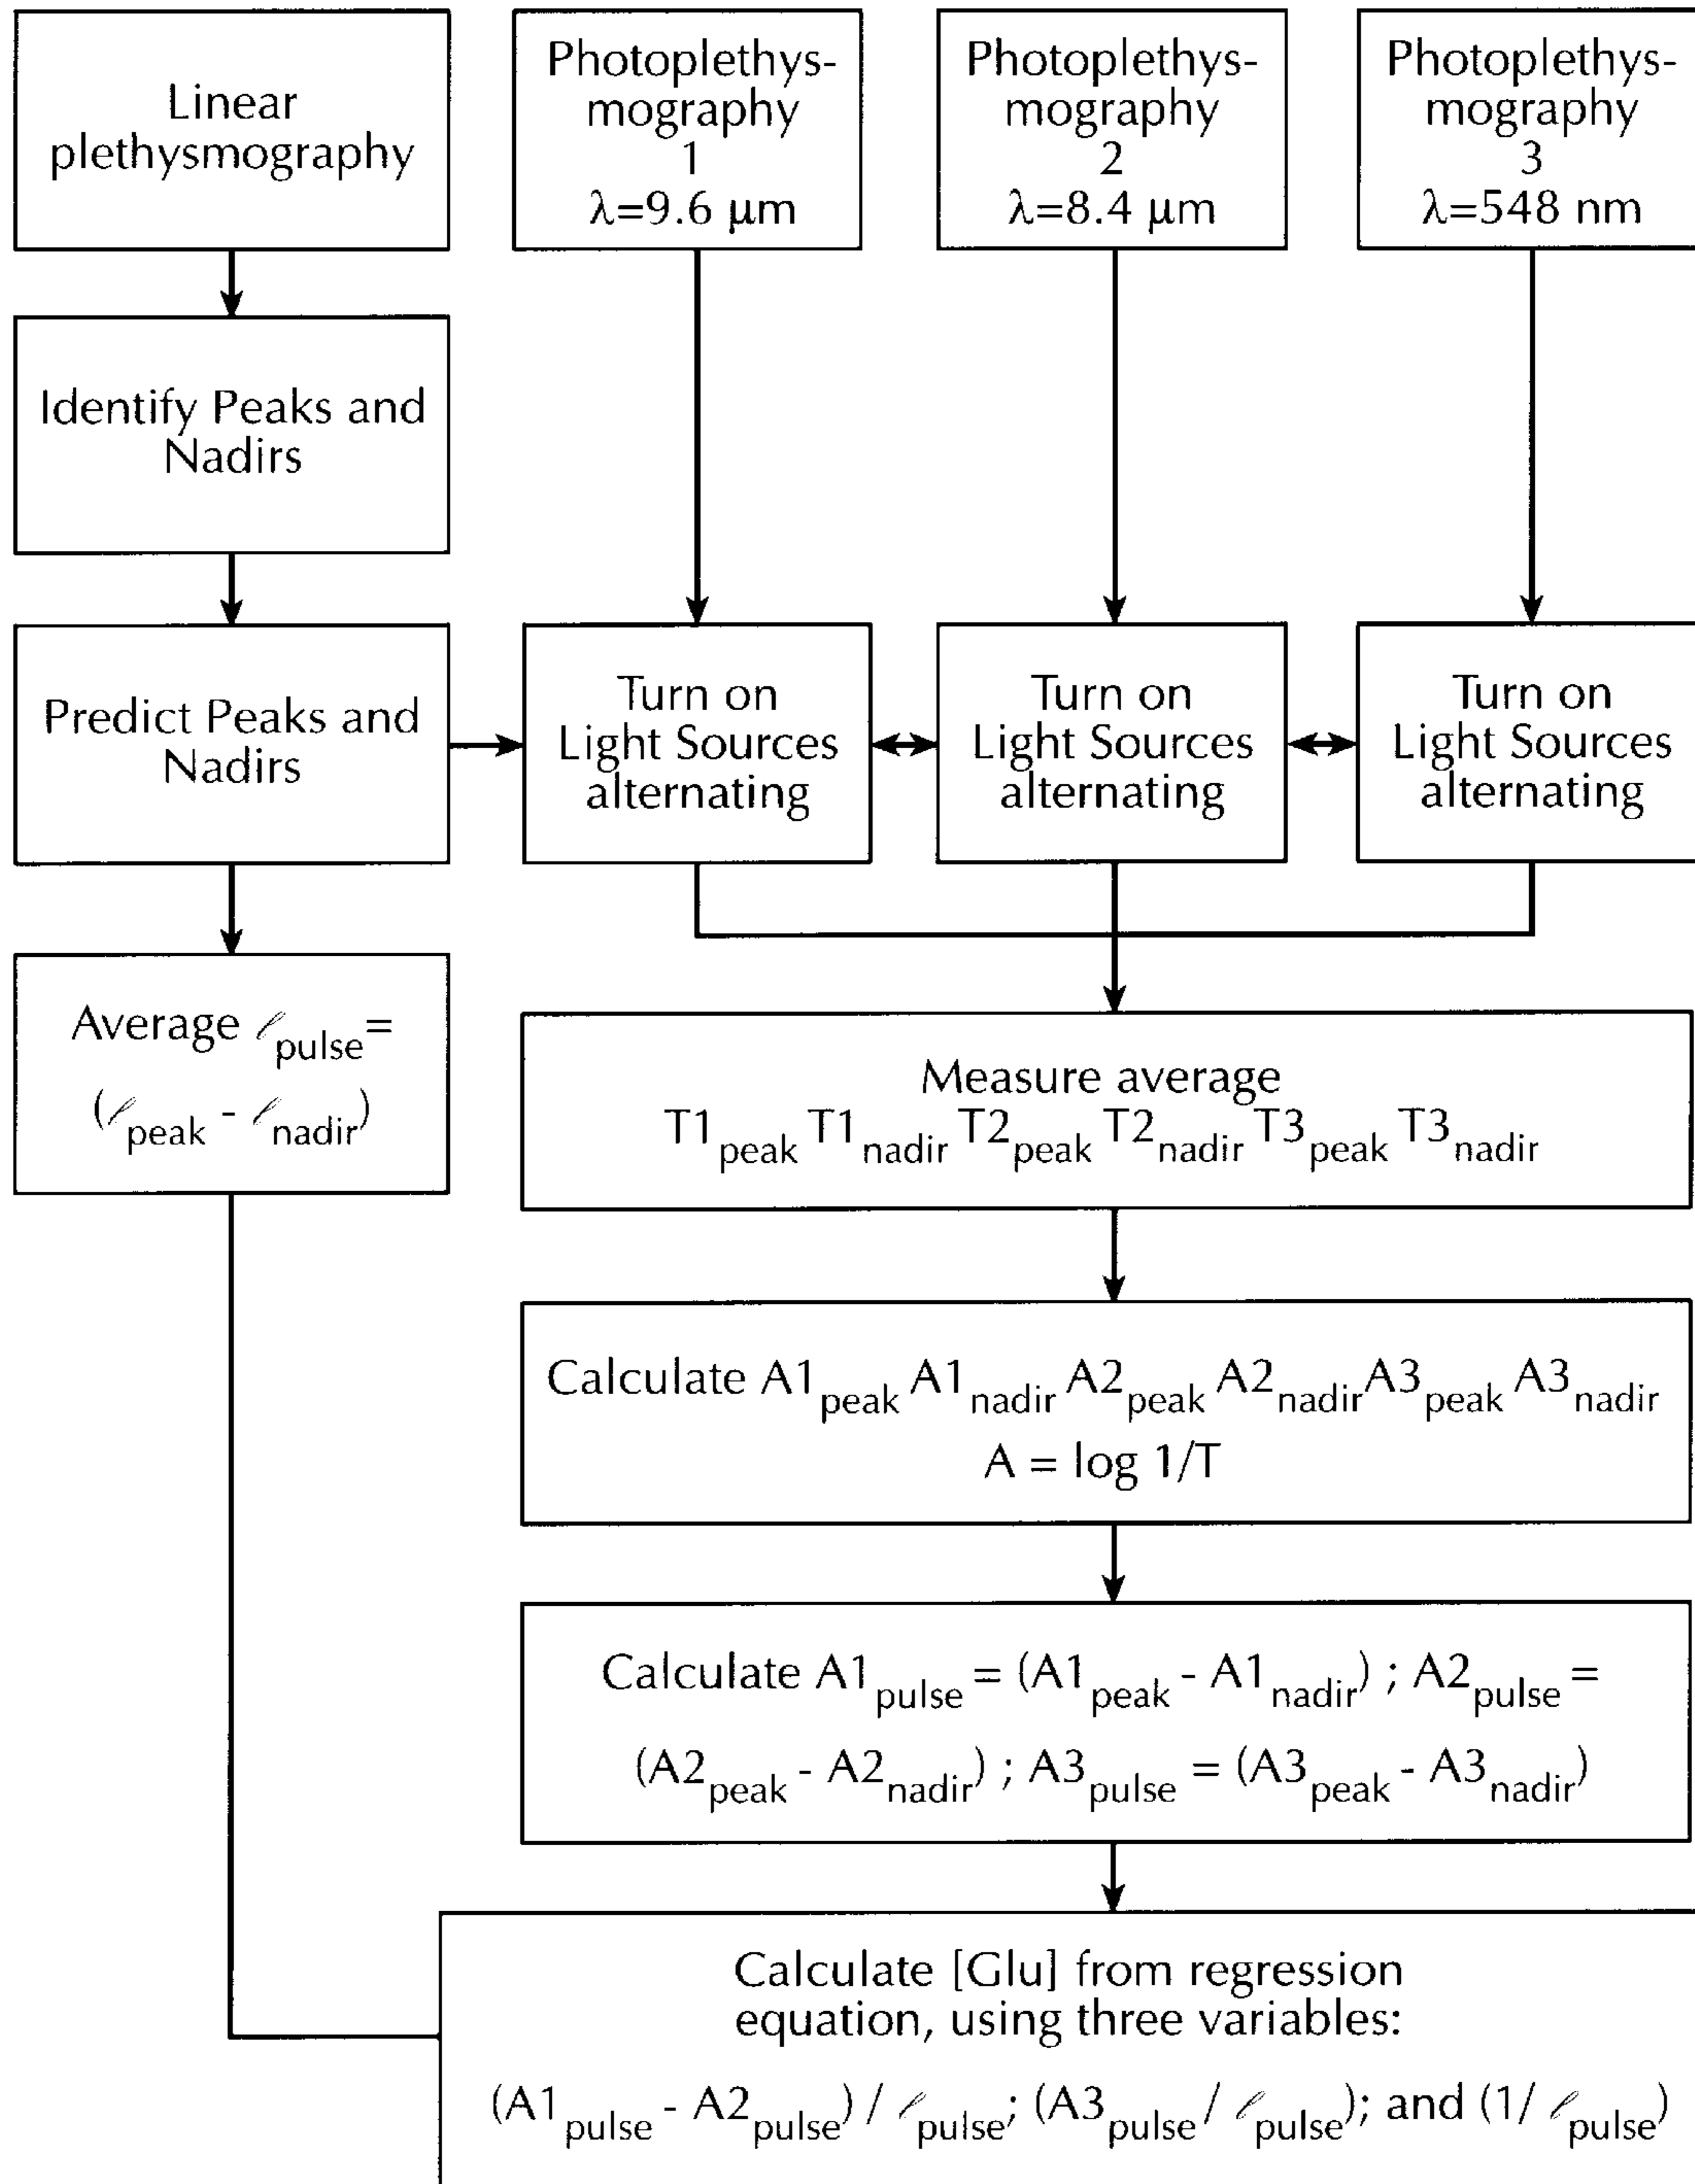 Linear
plethysmography
Photoplethys-
mography
1
λ=9.6 μm
Photoplethys-
mography
2
λ=8.4 μm
Photoplethys-
mography
3
λ=548 nm
Identify Peaks and
Nadirs
Predict Peaks and
Nadirs
Turn on
Light Sources
alternating
Turn on
Light Sources
alternating
Turn on
Light Sources
alternating
Average ℓpulse=
(ℓpeak - ℓnadir)
Measure average
T1peak T1nadir T2peak T2nadir T3peak T3nadir
Calculate A1peak A1nadir A2peak A2nadir A3peak A3nadir
A = log 1/T
Calculate A1pulse = (A1peak - A1nadir) ; A2pulse =
(A2peak - A2nadir) ; A3pulse = (A3peak - A3nadir)
Calculate [Glu] from regression
equation, using three variables:
(A1pulse - A2pulse) / ℓpulse; (A3pulse / ℓpulse); and (1/ ℓpulse)